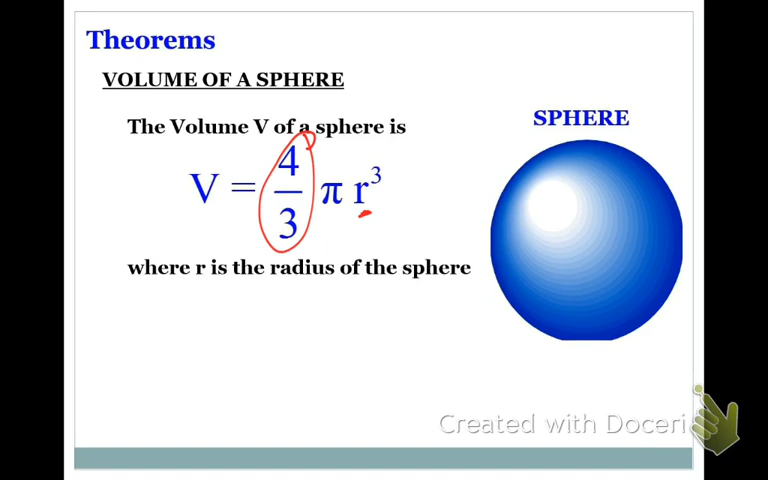 Theorems
VOLUME OF A SPHERE
The Volume V of a sphere is
SPHERE
V = 4/3 π r³
where r is the radius of the sphere
Created with Doceri